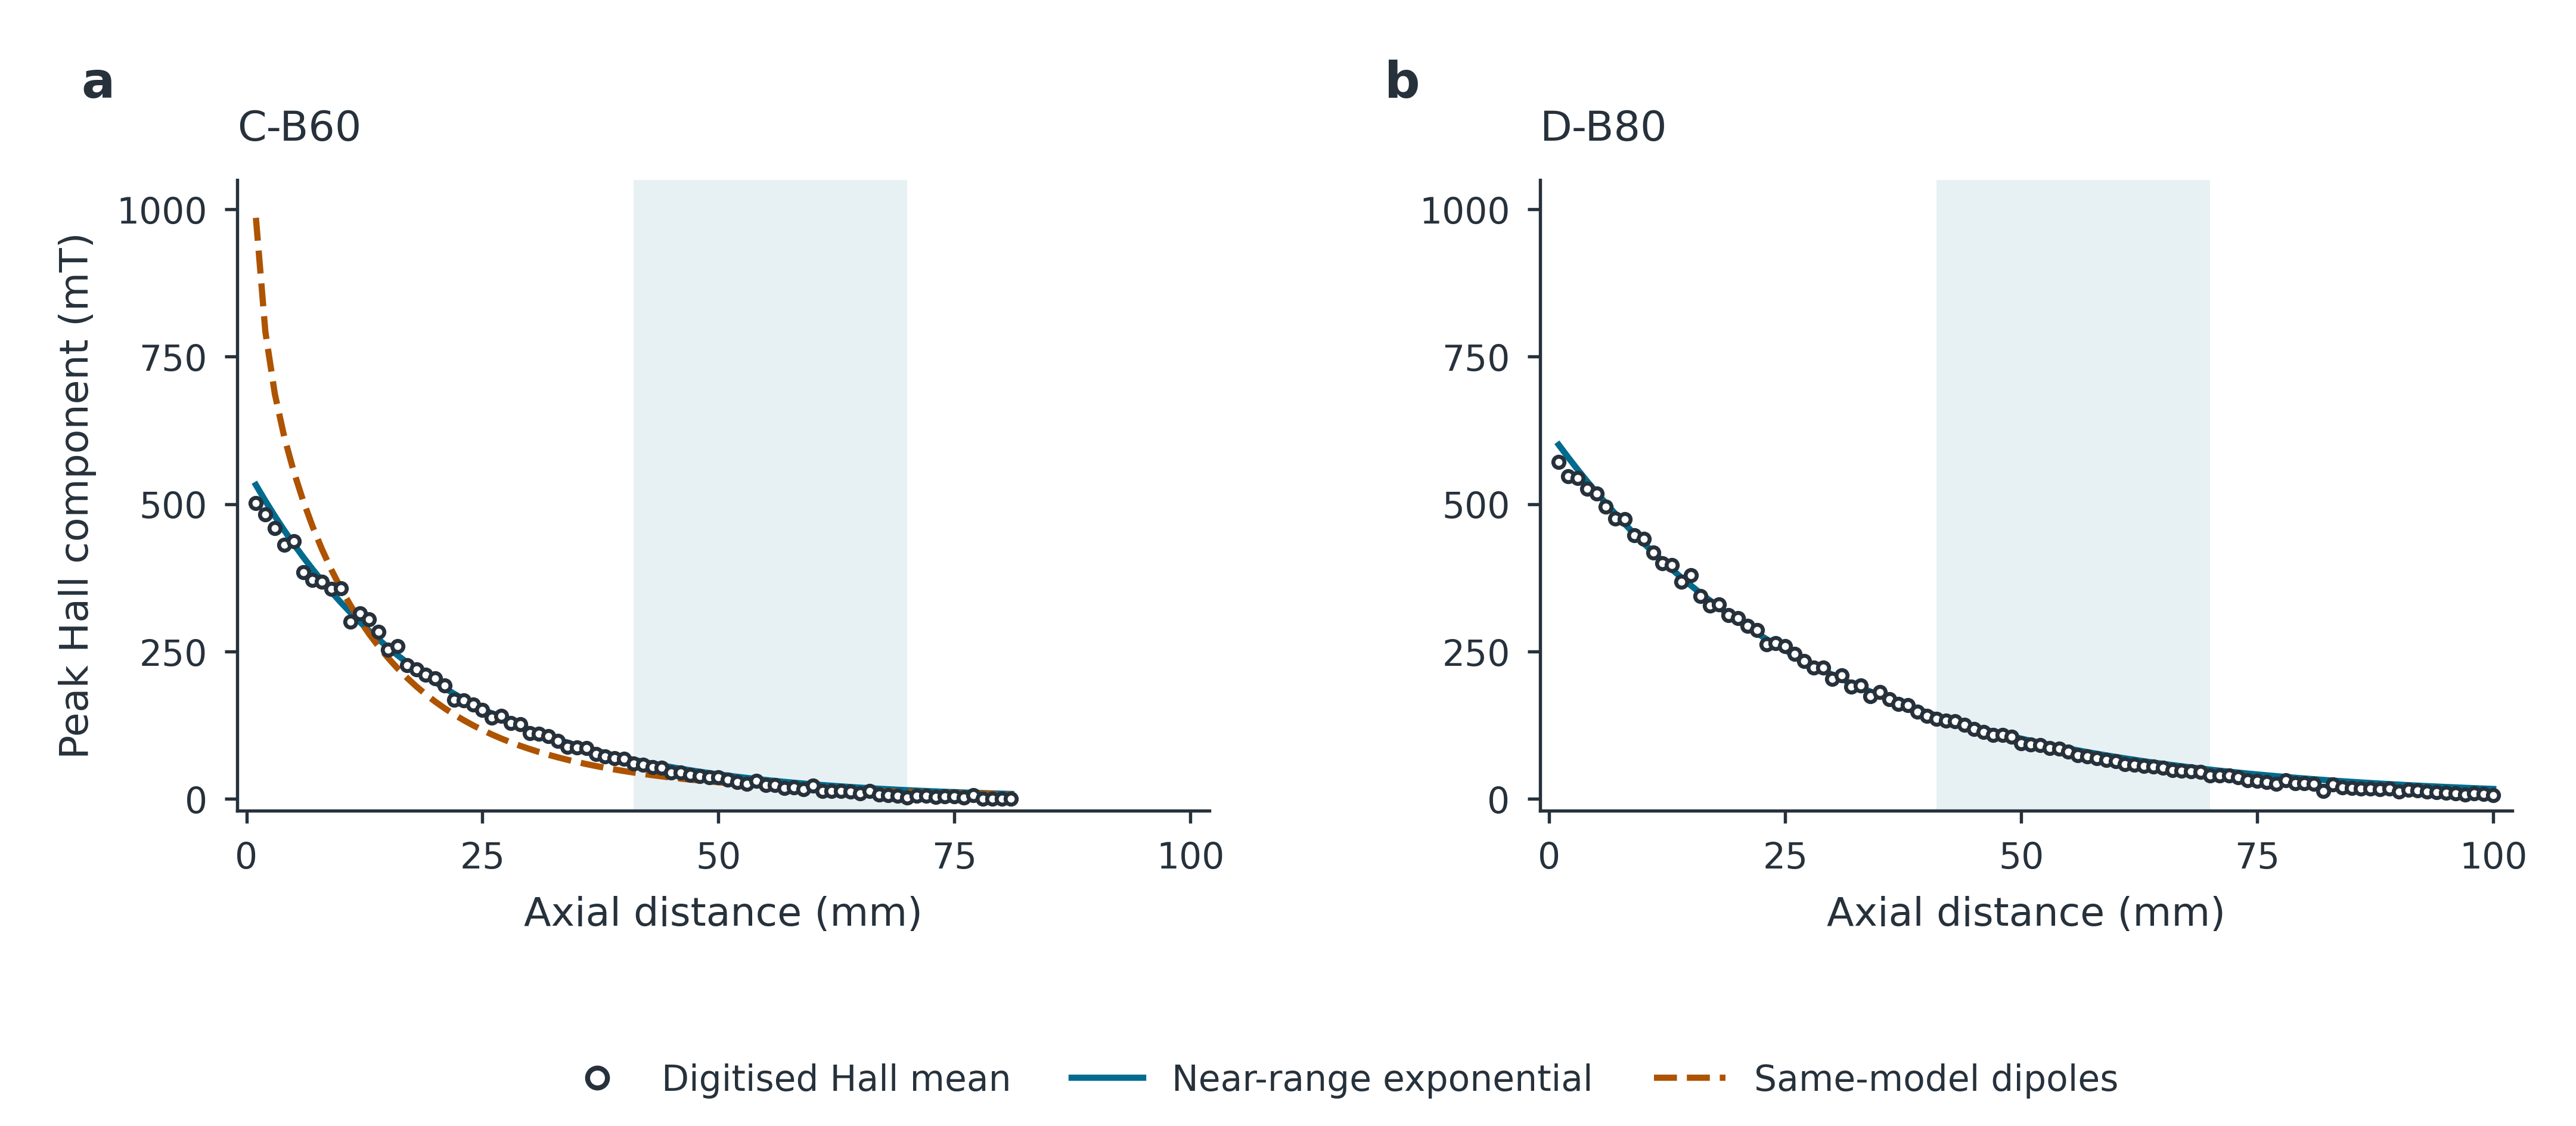 a
C-B60
1000
750
500
250
0
Peak Hall component (mT)
0 25 50 75 100
Axial distance (mm)
b
D-B80
1000
750
500
250
0
0 25 50 75 100
Axial distance (mm)
Digitised Hall mean
Near-range exponential
Same-model dipoles